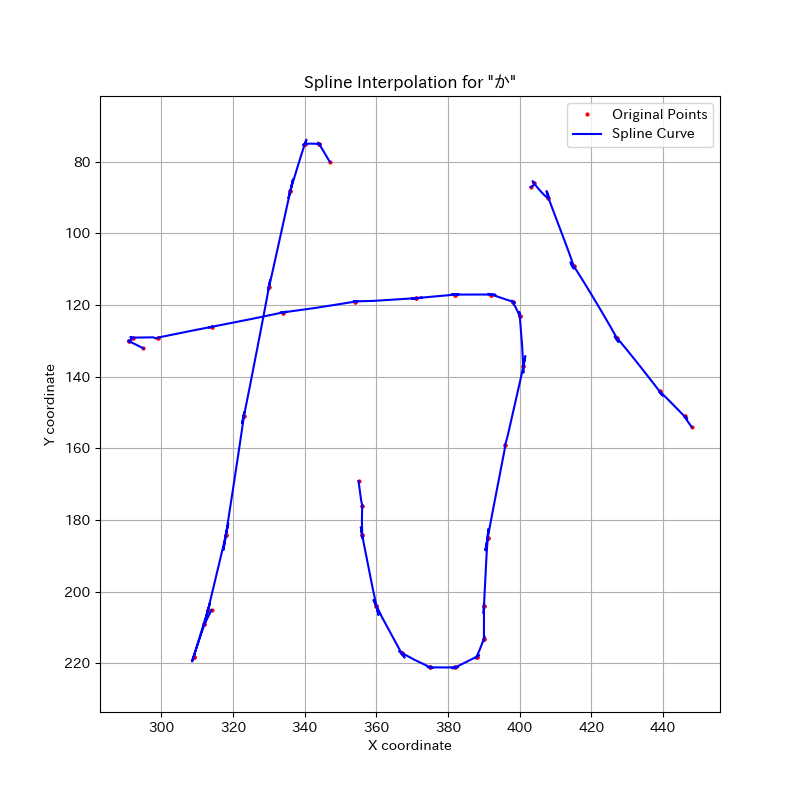 Spline Interpolation for "か"
Original Points
Spline Curve
Y coordinate
80
100
120
140
160
180
200
220
300 320 340 360 380 400 420 440
X coordinate